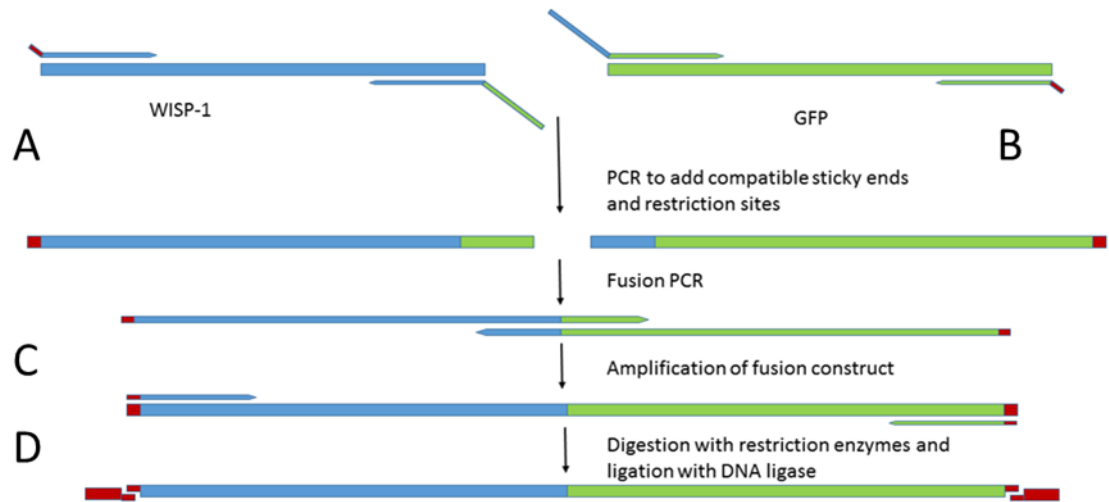 WISP-1
GFP
A
B
PCR to add compatible sticky ends
and restriction sites
Fusion PCR
C
Amplification of fusion construct
D
Digestion with restriction enzymes and
ligation with DNA ligase